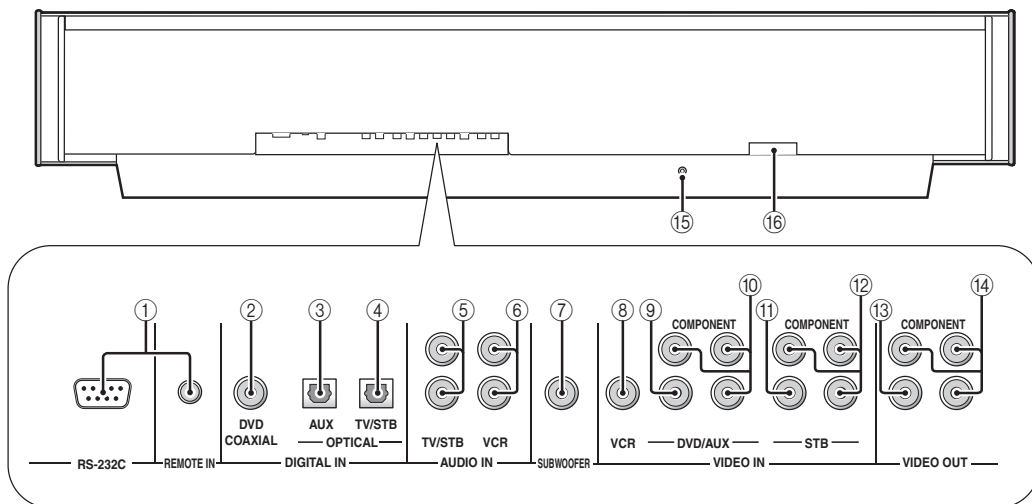 ⑮ ⑯
① ② ③ ④ ⑤ ⑥ ⑦ ⑧ ⑨ ⑩ ⑪ ⑫ ⑬ ⑭
COMPONENT COMPONENT COMPONENT
DVD COAXIAL AUX TV/STB
OPTICAL TV/STB VCR VCR DVD/AUX STB
RS-232C REMOTE IN DIGITAL IN AUDIO IN SUBWOOFER VIDEO IN VIDEO OUT